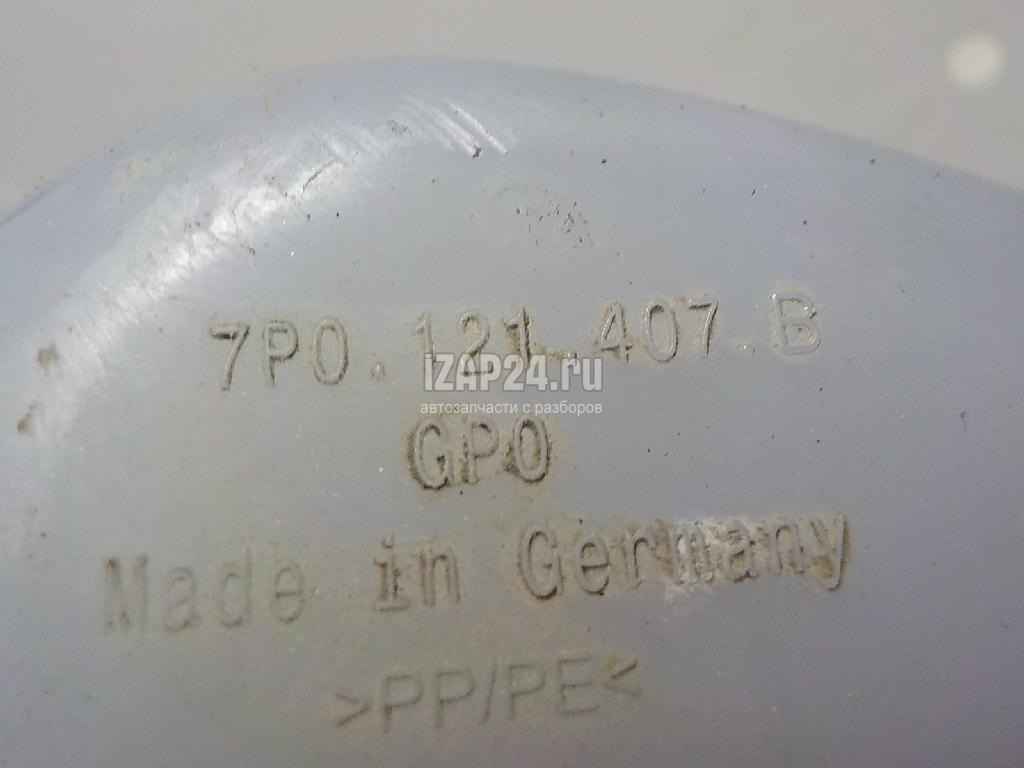 7P0.121.407.B
iZAP24.ru
автозапчасти с разборов
GPO
Made in Germany
>PP/PE<